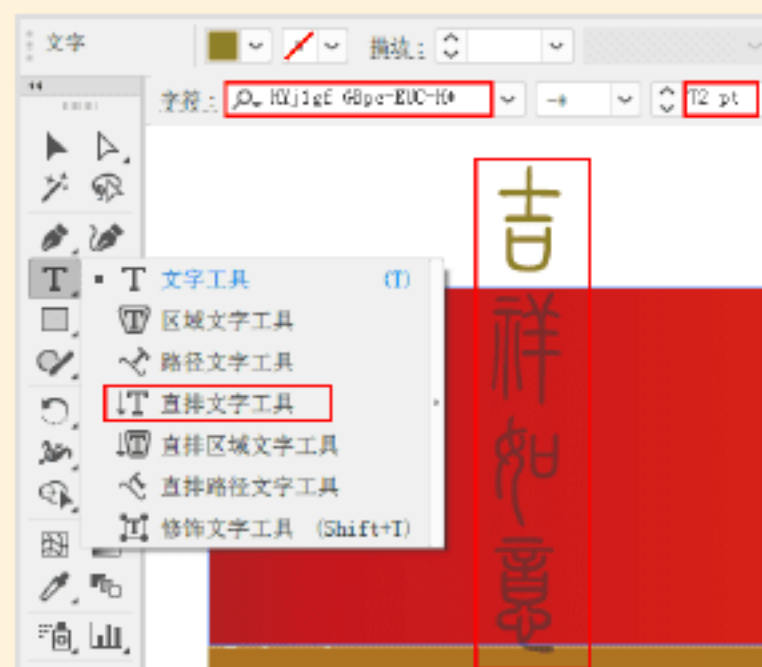 文字
描边：
字符：
HYj1gf GBpc-EUC-H*
72 pt
T 文字工具 (T)
区域文字工具
路径文字工具
直排文字工具
直排区域文字工具
直排路径文字工具
修饰文字工具 (Shift+T)
吉
祥
如
意